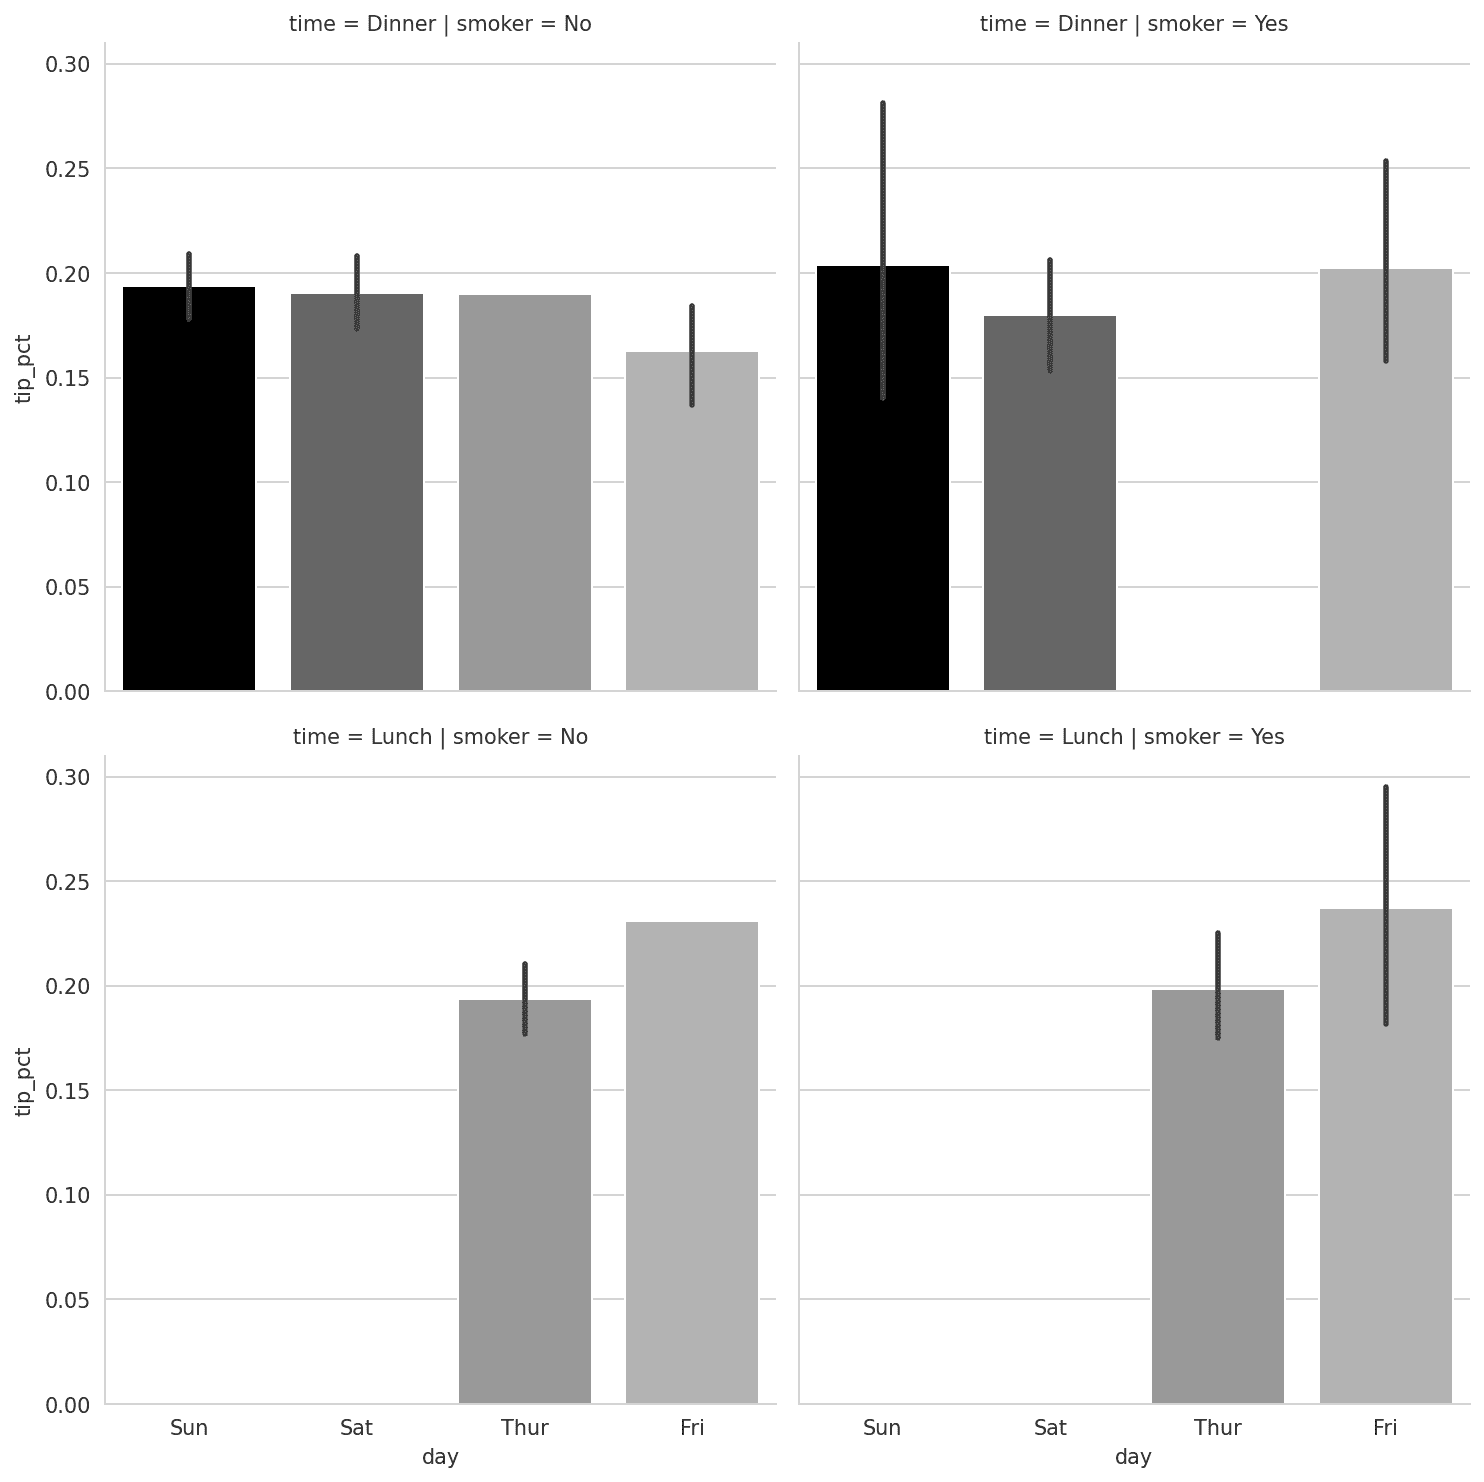 time = Dinner | smoker = No
time = Dinner | smoker = Yes
0.30
0.25
0.20
0.15
0.10
0.05
0.00
tip_pct
time = Lunch | smoker = No
time = Lunch | smoker = Yes
0.30
0.25
0.20
0.15
0.10
0.05
0.00
tip_pct
Sun Sat Thur Fri
Sun Sat Thur Fri
day
day